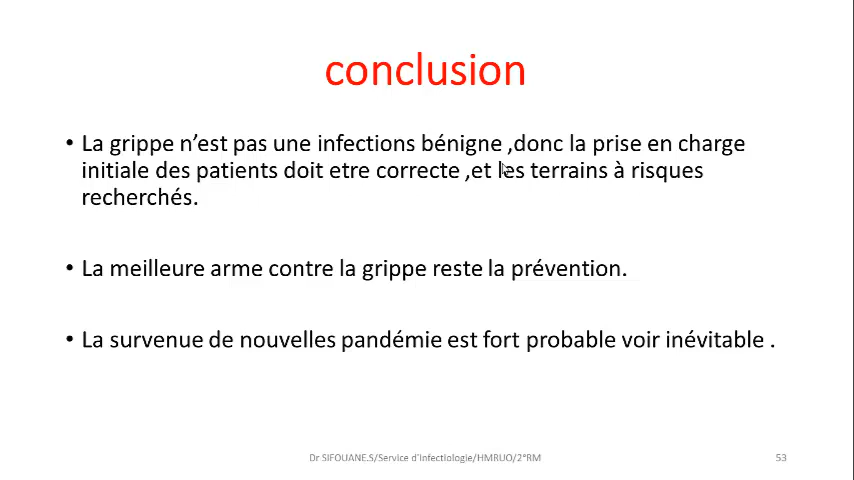 conclusion
• La grippe n’est pas une infections bénigne ,donc la prise en charge
initiale des patients doit etre correcte ,et les terrains à risques
recherchés.
• La meilleure arme contre la grippe reste la prévention.
• La survenue de nouvelles pandémie est fort probable voir inévitable .
Dr SIFOUANE.S/Service d’infectiologie/HMRUO/2°RM
53